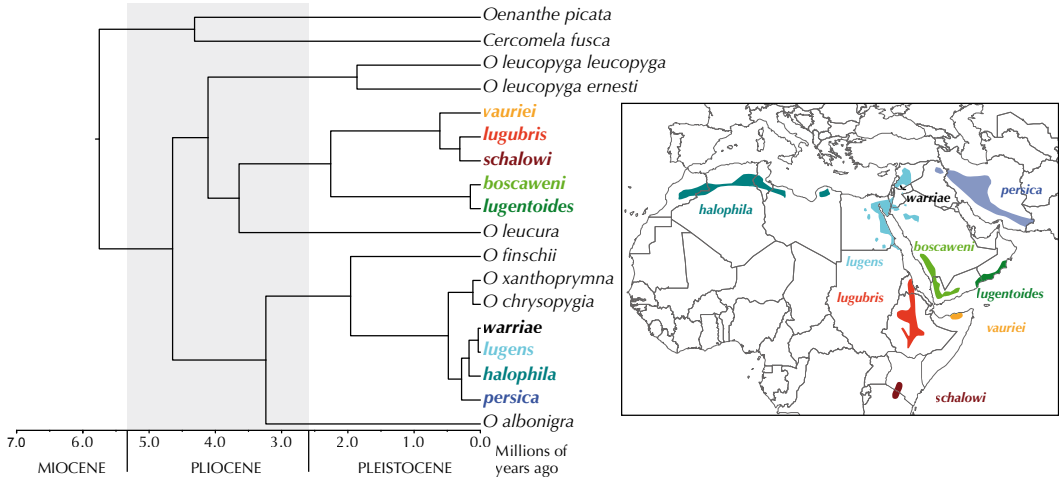 Oenanthe picata
Cercomela fusca
O leucopyga leucopyga
O leucopyga ernesti
vauriei
lugubris
schalowi
boscaweni
lugentoides
O leucura
O finschii
O xanthoprymna
O chrysopygia
warriae
lugens
halophila
persica
O albonigra
7.0 6.0 5.0 4.0 3.0 2.0 1.0 0.0
Millions of
years ago
MIOCENE PLIOCENE PLEISTOCENE
halophila
warriae
persica
lugens
boscaweni
lugentoides
lugubris
vauriei
schalowi